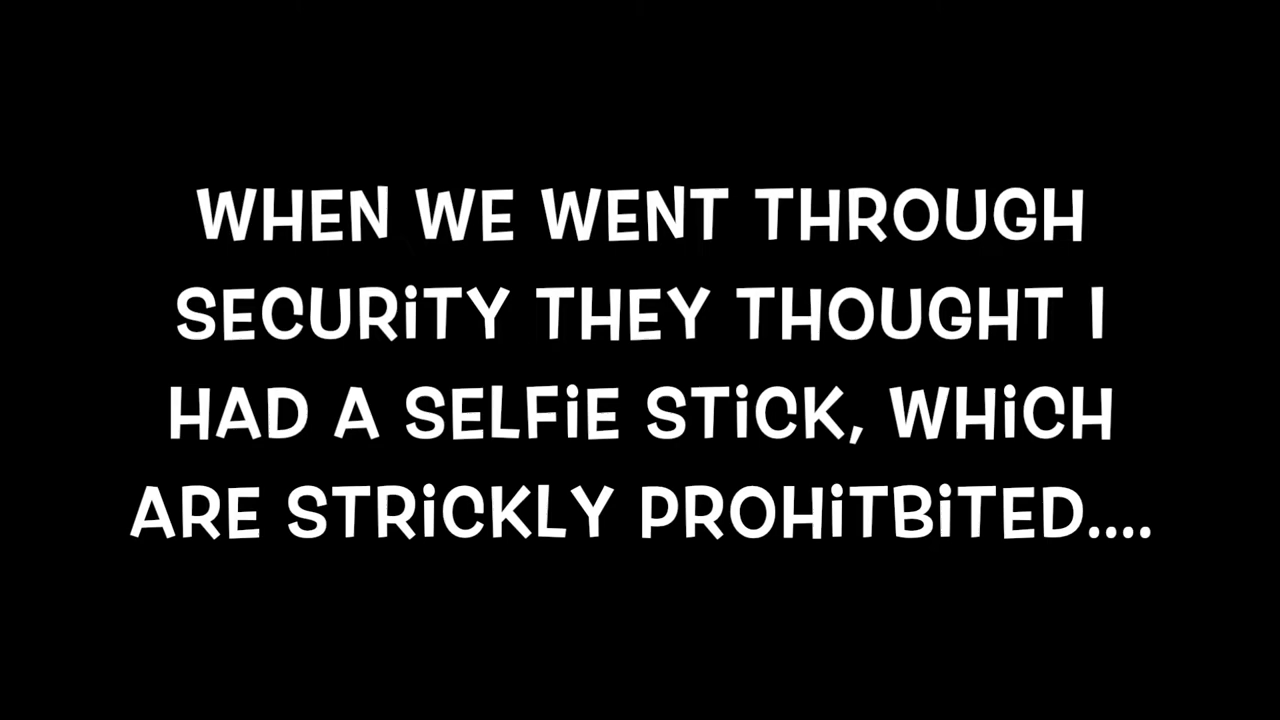 WHEN WE WENT THROUGH
SECURiTY THEY THOUGHT I
HAD A SELFiE STiCK, WHiCH
ARE STRiCKLY PROHiTBiTED....